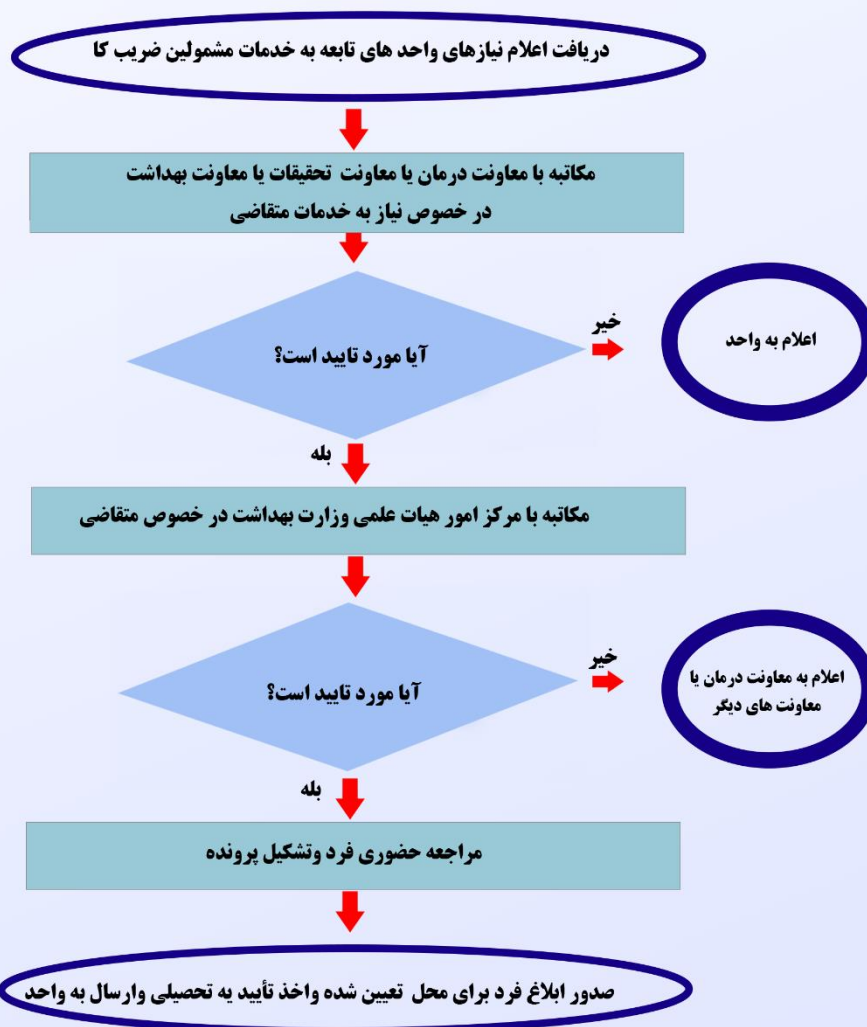 دریافت اعلام نیازهای واحد های تابعه به خدمات مشمولین ضریب کا
مکاتبه با معاونت درمان یا معاونت تحقیقات یا معاونت بهداشت
در خصوص نیاز به خدمات متقاضی
آیا مورد تایید است؟
خیر
اعلام به واحد
بله
مکاتبه با مرکز امور هیات علمی وزارت بهداشت در خصوص متقاضی
آیا مورد تایید است؟
خیر
اعلام به معاونت درمان یا
معاونت های دیگر
بله
مراجعه حضوری فرد وتشکیل پرونده
صدور ابلاغ فرد برای محل تعیین شده واخذ تأیید یه تحصیلی وارسال به واحد